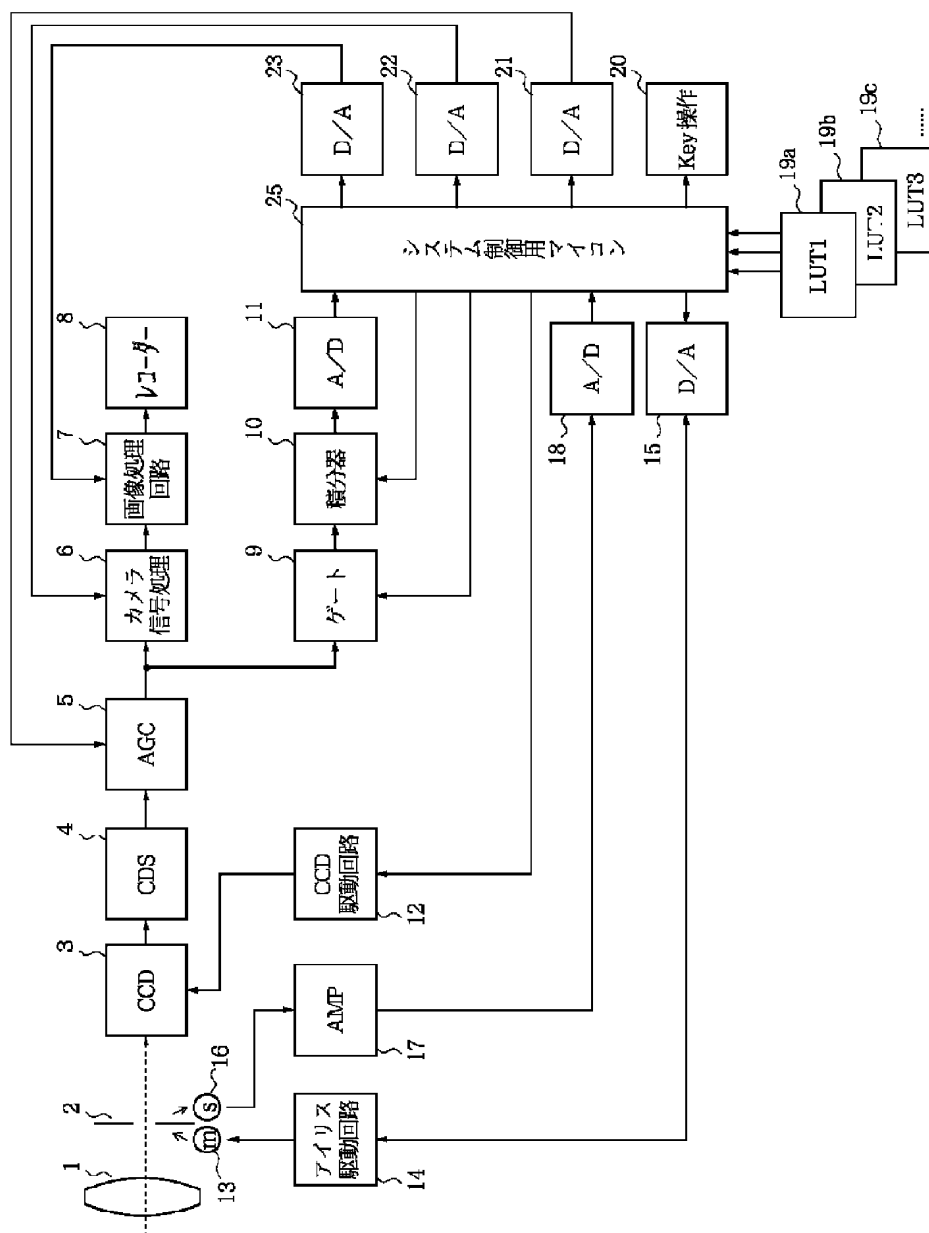 1
2
3
CCD
4
CDS
5
AGC
6
カメラ
信号処理
7
画像処理
回路
8
レコーダー
9
ゲート
10
積分器
11
A/D
25
システム制御用マイコン
23
D/A
22
D/A
21
D/A
20
Key操作
13
m
16
s
14
アイリス
駆動回路
17
AMP
12
CCD
駆動回路
18
A/D
15
D/A
19a
LUT1
19b
LUT2
19c
LUT3
……